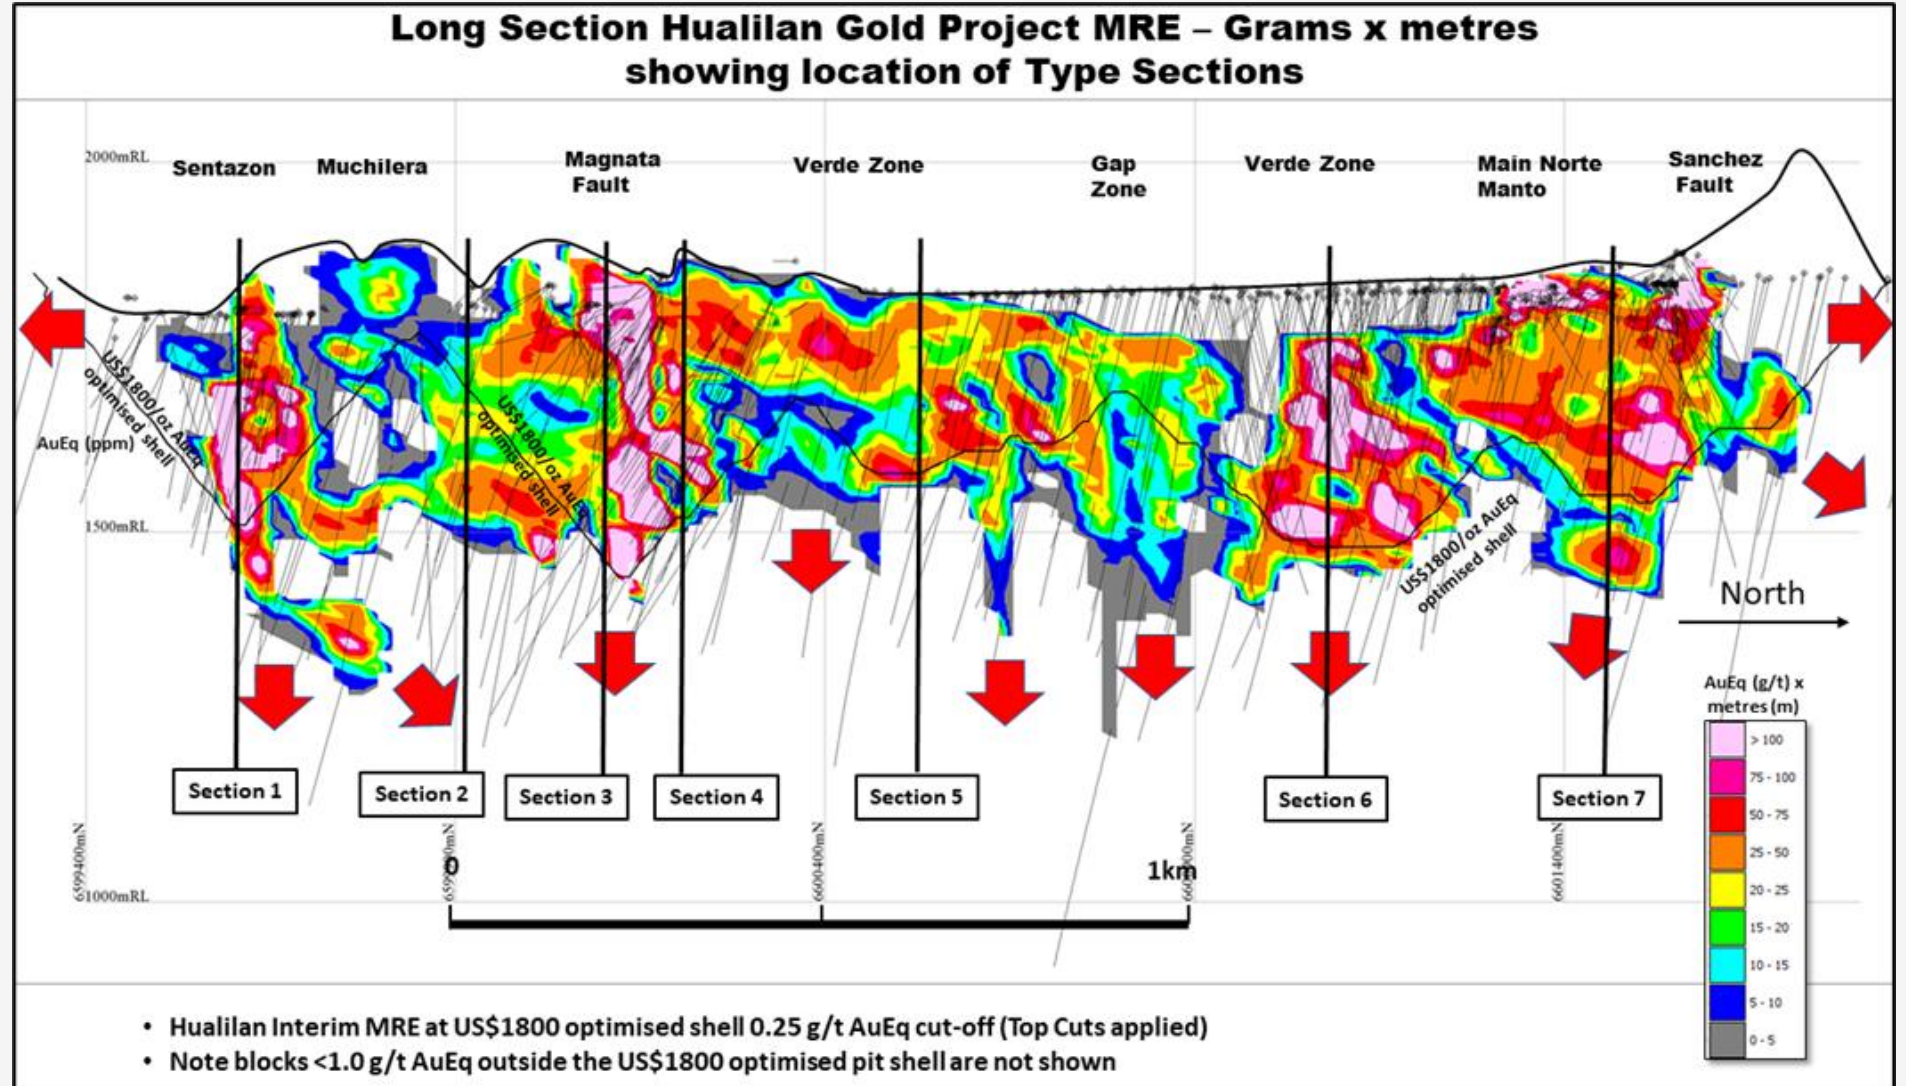 Long Section Hualilan Gold Project MRE – Grams x metres
showing location of Type Sections
2000mRL
Sentazon
Muchilera
Magnata
Fault
Verde Zone
Gap
Zone
Verde Zone
Main Norte
Manto
Sanchez
Fault
US$1800/oz AuEq
optimised shell
AuEq (ppm)
US$1800/oz AuEq
optimised shell
1500mRL
US$1800/oz AuEq
optimised shell
North
AuEq (g/t) x
metres (m)
> 100
75 - 100
50 - 75
25 - 50
20 - 25
15 - 20
10 - 15
5 - 10
0 - 5
Section 1
Section 2
Section 3
Section 4
Section 5
Section 6
Section 7
6599400mN
6600400mN
6601400mN
0
1km
1000mRL
• Hualilan Interim MRE at US$1800 optimised shell 0.25 g/t AuEq cut-off (Top Cuts applied)
• Note blocks <1.0 g/t AuEq outside the US$1800 optimised pit shell are not shown